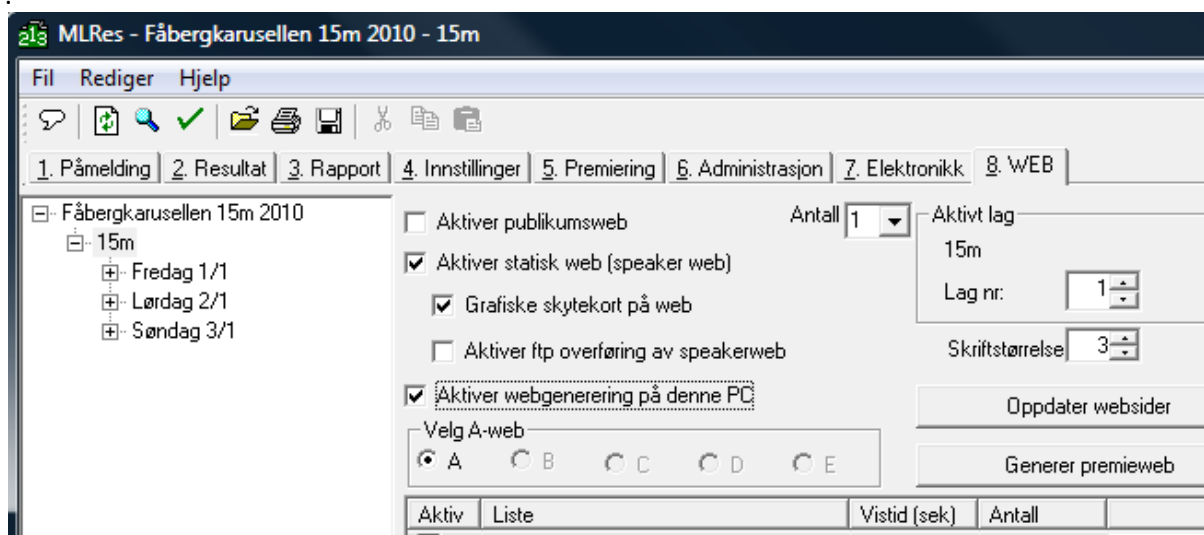 MLRes - Fåbergkarusellen 15m 2010 - 15m
Fil Rediger Hjelp
1. Påmelding 2. Resultat 3. Rapport 4. Innstillinger 5. Premiering 6. Administrasjon 7. Elektronikk 8. WEB
Fåbergkarusellen 15m 2010
15m
Fredag 1/1
Lørdag 2/1
Søndag 3/1
Aktiver publikumsweb Antall 1
Aktiver statisk web (speaker web)
Grafiske skytekort på web
Aktiver ftp overføring av speakerweb
Aktiver webgenerering på denne PC
Velg A-web
A B C D E
Aktivt lag
15m
Lag nr: 1
Skriftstørrelse 3
Oppdater websider
Generer premieweb
Aktiv Liste Vistid (sek) Antall